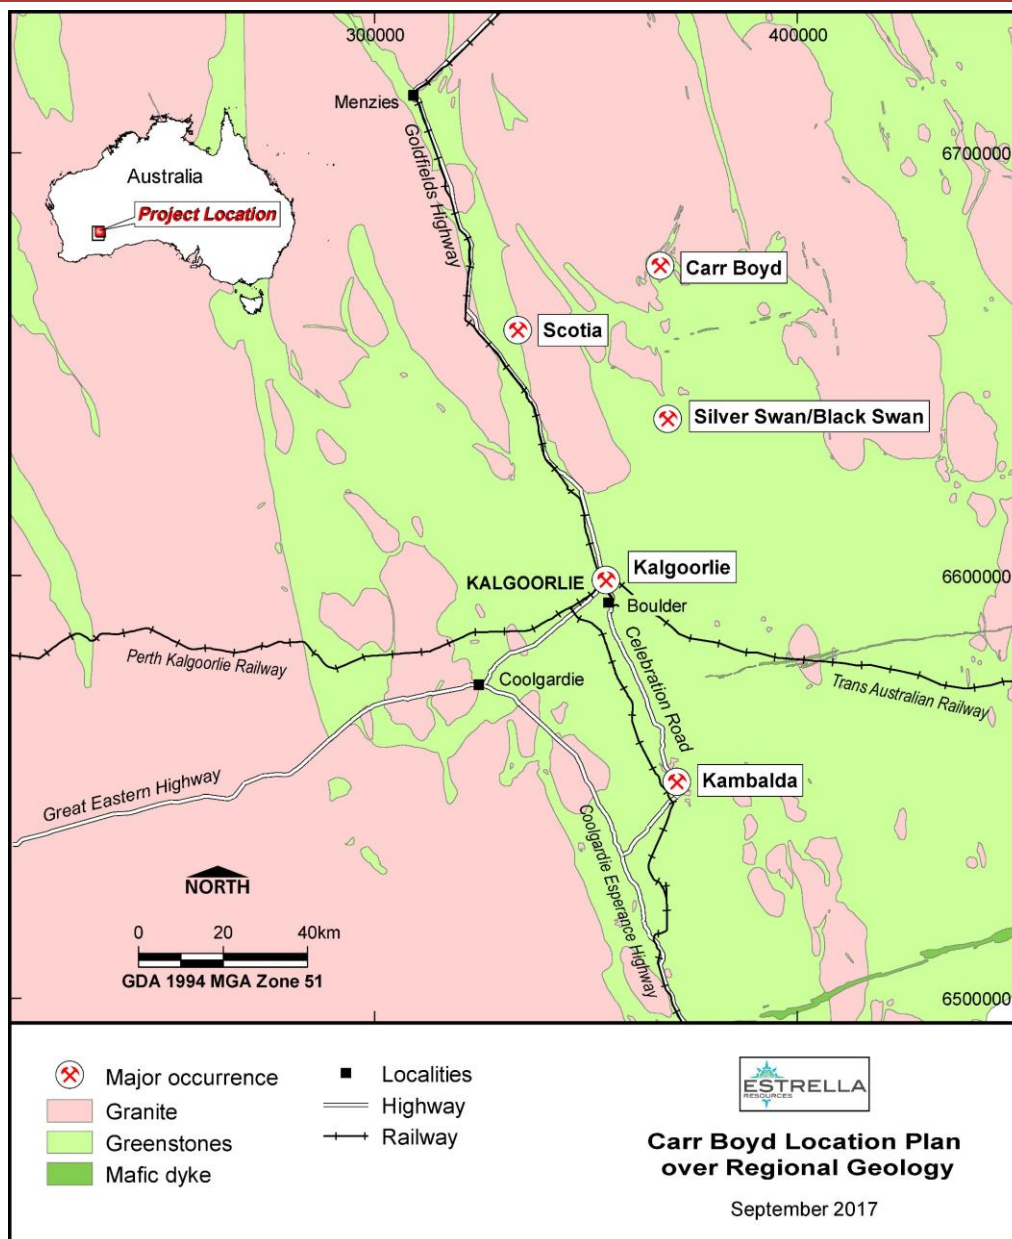 300000
400000
Menzies
Goldfields Highway
6700000
Australia
Project Location
Carr Boyd
Scotia
Silver Swan/Black Swan
Kalgoorlie
KALGOORLIE
6600000
Boulder
Perth Kalgoorlie Railway
Celebration Road
Coolgardie
Trans Australian Railway
Great Eastern Highway
Kambalda
Coolgardie Esperance Highway
NORTH
0 20 40km
GDA 1994 MGA Zone 51
6500000
Major occurrence
Granite
Greenstones
Mafic dyke
Localities
Highway
Railway
ESTRELLA
RESOURCES
Carr Boyd Location Plan
over Regional Geology
September 2017